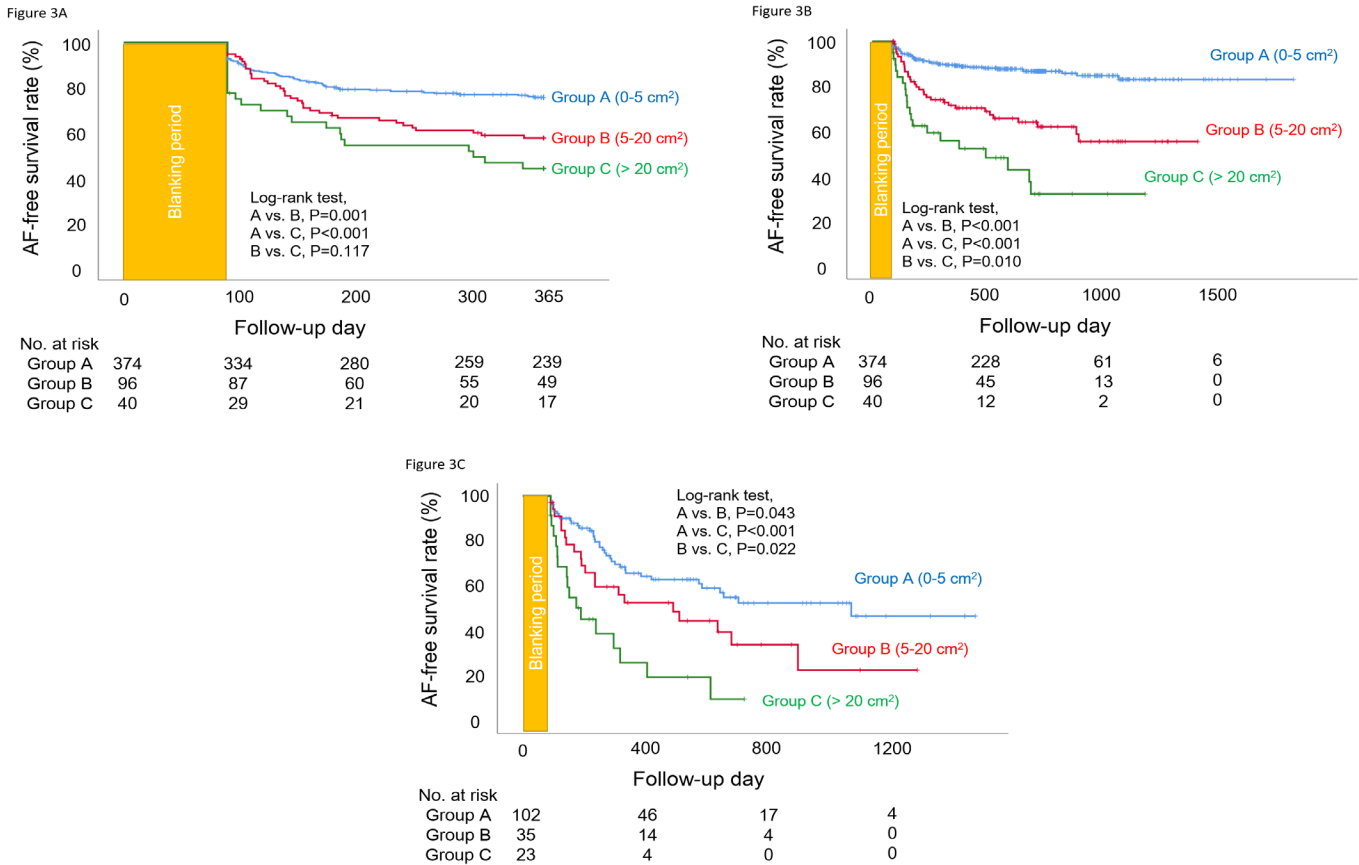 Figure 3A
AF-free survival rate (%)
100
80
60
40
20
0
Blanking period
Group A (0-5 cm²)
Group B (5-20 cm²)
Group C (> 20 cm²)
Log-rank test,
A vs. B, P=0.001
A vs. C, P<0.001
B vs. C, P=0.117
0 100 200 300 365
Follow-up day
No. at risk
Group A 374 334 280 259 239
Group B 96 87 60 55 49
Group C 40 29 21 20 17
Figure 3B
AF-free survival rate (%)
100
80
60
40
20
0
Blanking period
Group A (0-5 cm²)
Group B (5-20 cm²)
Group C (> 20 cm²)
Log-rank test,
A vs. B, P<0.001
A vs. C, P<0.001
B vs. C, P=0.010
0 500 1000 1500
Follow-up day
No. at risk
Group A 374 228 61 6
Group B 96 45 13 0
Group C 40 12 2 0
Figure 3C
AF-free survival rate (%)
100
80
60
40
20
0
Blanking period
Log-rank test,
A vs. B, P=0.043
A vs. C, P<0.001
B vs. C, P=0.022
Group A (0-5 cm²)
Group B (5-20 cm²)
Group C (> 20 cm²)
0 400 800 1200
Follow-up day
No. at risk
Group A 102 46 17 4
Group B 35 14 4 0
Group C 23 4 0 0